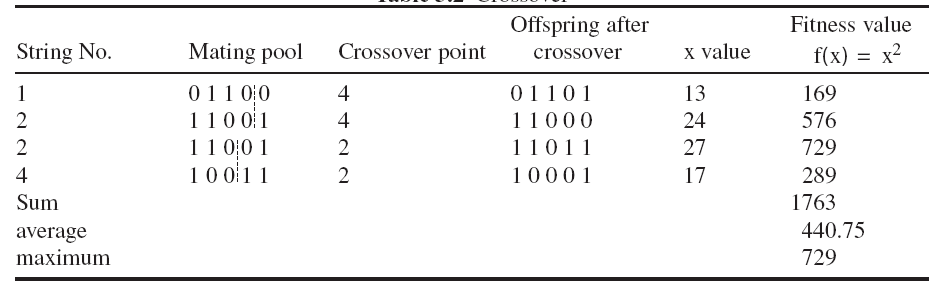 Table 3.2 Crossover
Offspring after Fitness value
String No. Mating pool Crossover point crossover x value f(x) = x²
1 0 1 1 0 0 4 0 1 1 0 1 13 169
2 1 1 0 0 1 4 1 1 0 0 0 24 576
2 1 1 0 0 1 2 1 1 0 1 1 27 729
4 1 0 0 1 1 2 1 0 0 0 1 17 289
Sum 1763
average 440.75
maximum 729